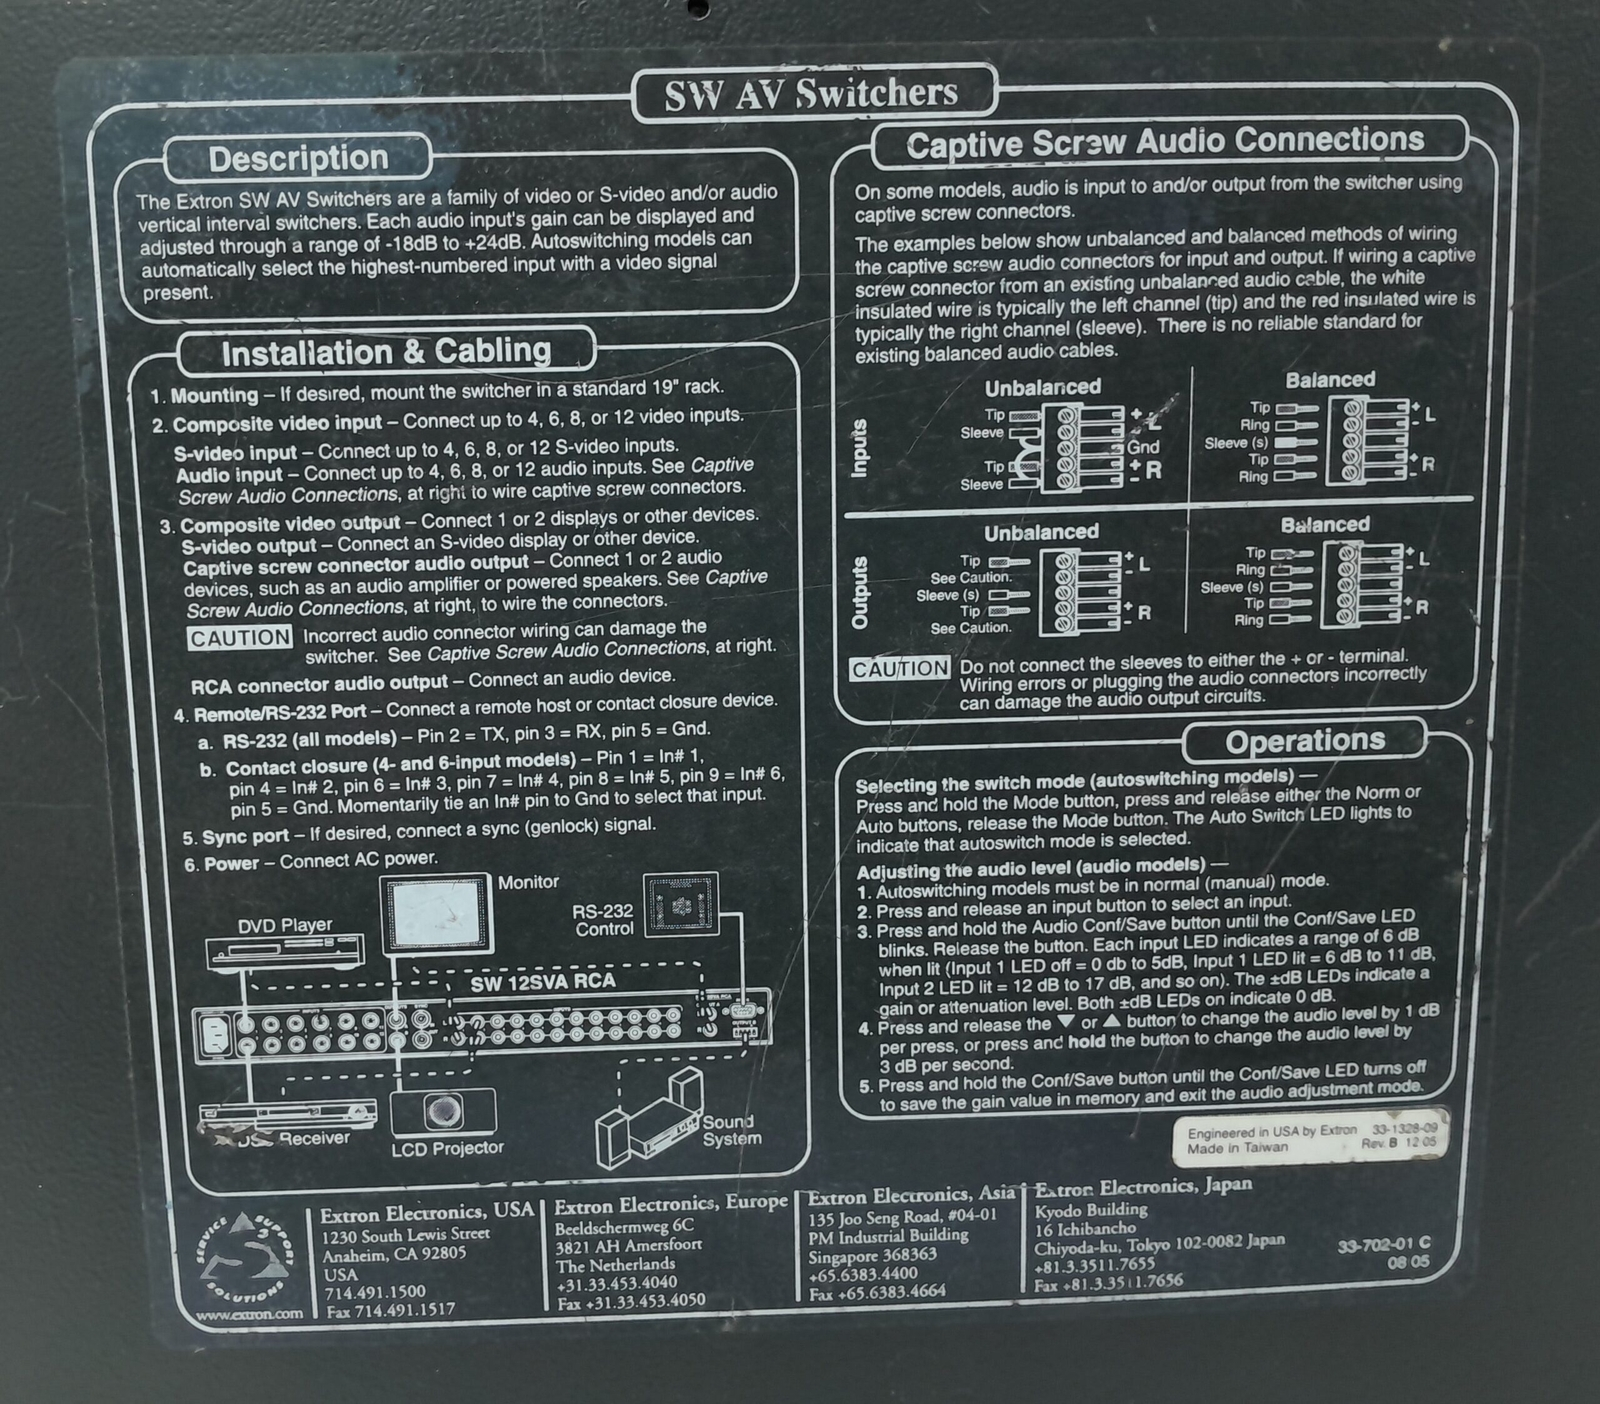 SW AV Switchers
Description
The Extron SW AV Switchers are a family of video or S-video and/or audio
vertical interval switchers. Each audio input's gain can be displayed and
adjusted through a range of -18dB to +24dB. Autoswitching models can
automatically select the highest-numbered input with a video signal
present.
Installation & Cabling
1. Mounting – If desired, mount the switcher in a standard 19" rack.
2. Composite video input – Connect up to 4, 6, 8, or 12 video inputs.
S-video input – Connect up to 4, 6, 8, or 12 S-video inputs.
Audio input – Connect up to 4, 6, 8, or 12 audio inputs. See Captive
Screw Audio Connections, at right to wire captive screw connectors.
3. Composite video output – Connect 1 or 2 displays or other devices.
S-video output – Connect an S-video display or other device.
Captive screw connector audio output – Connect 1 or 2 audio
devices, such as an audio amplifier or powered speakers. See Captive
Screw Audio Connections, at right, to wire the connectors.
CAUTION Incorrect audio connector wiring can damage the
switcher. See Captive Screw Audio Connections, at right.
RCA connector audio output – Connect an audio device.
4. Remote/RS-232 Port – Connect a remote host or contact closure device.
a. RS-232 (all models) – Pin 2 = TX, pin 3 = RX, pin 5 = Gnd.
b. Contact closure (4- and 6-input models) – Pin 1 = In# 1,
pin 4 = In# 2, pin 6 = In# 3, pin 7 = In# 4, pin 8 = In# 5, pin 9 = In# 6,
pin 5 = Gnd. Momentarily tie an In# pin to Gnd to select that input.
5. Sync port – If desired, connect a sync (genlock) signal.
6. Power – Connect AC power.
Monitor
DVD Player
RS-232
Control
SW 12SVA RCA
Receiver
LCD Projector
Sound
System
Captive Screw Audio Connections
On some models, audio is input to and/or output from the switcher using
captive screw connectors.
The examples below show unbalanced and balanced methods of wiring
the captive screw audio connectors for input and output. If wiring a captive
screw connector from an existing unbalanced audio cable, the white
insulated wire is typically the left channel (tip) and the red insulated wire is
typically the right channel (sleeve). There is no reliable standard for
existing balanced audio cables.
Inputs
Unbalanced
Tip + L
Sleeve -
Gnd
Tip + R
Sleeve -
Balanced
Tip + L
Ring -
Sleeve (s)
Tip + R
Ring -
Outputs
Unbalanced
Tip + L
See Caution. -
Sleeve (s)
Tip + R
See Caution. -
Balanced
Tip + L
Ring -
Sleeve (s)
Tip + R
Ring -
CAUTION Do not connect the sleeves to either the + or - terminal.
Wiring errors or plugging the audio connectors incorrectly
can damage the audio output circuits.
Operations
Selecting the switch mode (autoswitching models) —
Press and hold the Mode button, press and release either the Norm or
Auto buttons, release the Mode button. The Auto Switch LED lights to
indicate that autoswitch mode is selected.
Adjusting the audio level (audio models) —
1. Autoswitching models must be in normal (manual) mode.
2. Press and release an input button to select an input.
3. Press and hold the Audio Conf/Save button until the Conf/Save LED
blinks. Release the button. Each input LED indicates a range of 6 dB
when lit (Input 1 LED off = 0 db to 5dB, Input 1 LED lit = 6 dB to 11 dB,
Input 2 LED lit = 12 dB to 17 dB, and so on). The ±dB LEDs indicate a
gain or attenuation level. Both ±dB LEDs on indicate 0 dB.
4. Press and release the ▼ or ▲ button to change the audio level by 1 dB
per press, or press and hold the button to change the audio level by
3 dB per second.
5. Press and hold the Conf/Save button until the Conf/Save LED turns off
to save the gain value in memory and exit the audio adjustment mode.
Engineered in USA by Extron 33-1328-09
Made in Taiwan Rev. B 12 05
SERVICE SUPPORT SOLUTIONS
S3
www.extron.com
Extron Electronics, USA
1230 South Lewis Street
Anaheim, CA 92805
USA
714.491.1500
Fax 714.491.1517
Extron Electronics, Europe
Beeldschermweg 6C
3821 AH Amersfoort
The Netherlands
+31.33.453.4040
Fax +31.33.453.4050
Extron Electronics, Asia
135 Joo Seng Road, #04-01
PM Industrial Building
Singapore 368363
+65.6383.4400
Fax +65.6383.4664
Extron Electronics, Japan
Kyodo Building
16 Ichibancho
Chiyoda-ku, Tokyo 102-0082 Japan
+81.3.3511.7655
Fax +81.3.3511.7656
33-702-01 C
08 05